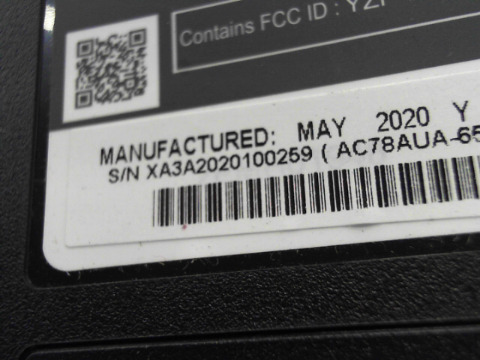 Contains FCC ID : YZP
MANUFACTURED: MAY 2020 Y
S/N XA3A2020100259 ( AC78AUA-65